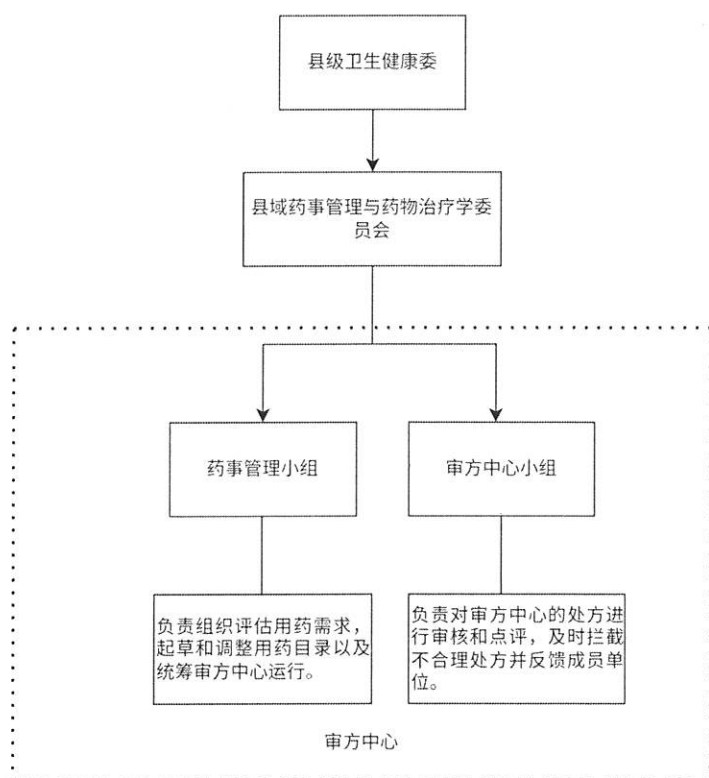 县级卫生健康委
县域药事管理与药物治疗学委
员会
药事管理小组
审方中心小组
负责组织评估用药需求，
起草和调整用药目录以及
统筹审方中心运行。
负责对审方中心的处方进
行审核和点评，及时拦截
不合理处方并反馈成员单
位。
审方中心